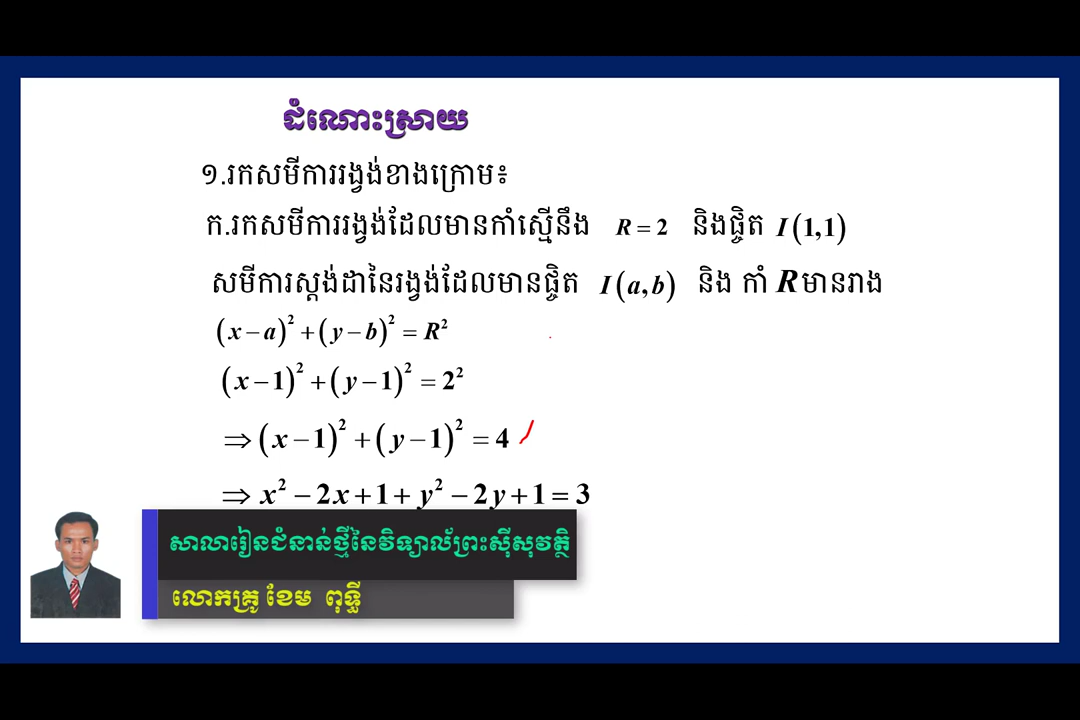 ដំណោះស្រាយ
១.រកសមីការរង្វង់ខាងក្រោម៖
ក.រកសមីការរង្វង់ដែលមានកាំស្មើនឹង R = 2 និងផ្ចិត I(1,1)
សមីការស្តង់ដានៃរង្វង់ដែលមានផ្ចិត I(a,b) និង កាំ R មានរាង
(x − a)² + (y − b)² = R²
(x − 1)² + (y − 1)² = 2²
⇒ (x − 1)² + (y − 1)² = 4
⇒ x² − 2x + 1 + y² − 2y + 1 = 3
សាលារៀនជំនាន់ថ្មីនៃវិទ្យាល័ព្រះស៊ីសុវត្ថិ
លោកគ្រូ ខែម ពុទ្ធី